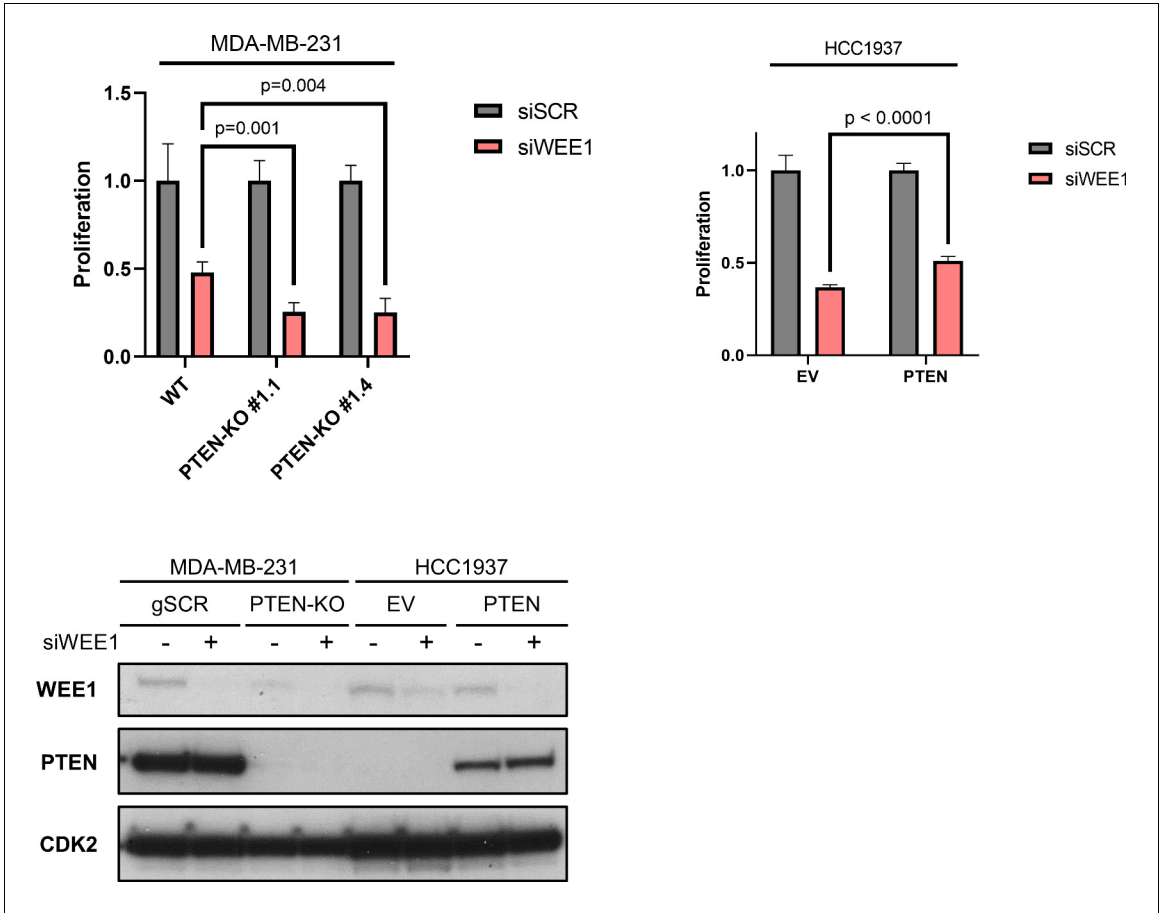 MDA-MB-231
p=0.004
p=0.001
siSCR
siWEE1
1.5
1.0
0.5
0.0
Proliferation
WT
PTEN-KO #1.1
PTEN-KO #1.4
HCC1937
p < 0.0001
siSCR
siWEE1
1.0
0.5
0.0
Proliferation
EV
PTEN
MDA-MB-231 HCC1937
gSCR PTEN-KO EV PTEN
siWEE1 - + - + - + - +
WEE1
PTEN
CDK2